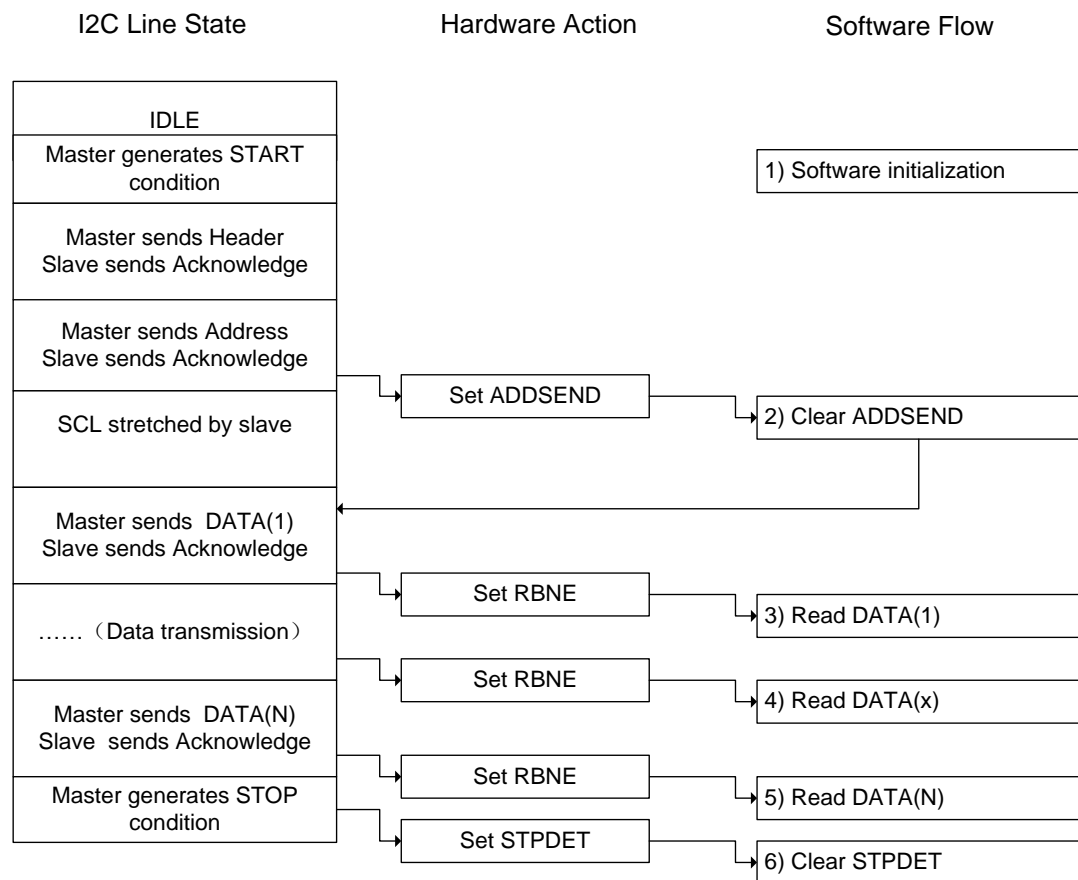 I2C Line State
Hardware Action
Software Flow
IDLE
Master generates START
condition
1) Software initialization
Master sends Header
Slave sends Acknowledge
Master sends Address
Slave sends Acknowledge
Set ADDSEND
2) Clear ADDSEND
SCL stretched by slave
Master sends DATA(1)
Slave sends Acknowledge
Set RBNE
3) Read DATA(1)
……（Data transmission）
Set RBNE
4) Read DATA(x)
Master sends DATA(N)
Slave sends Acknowledge
Set RBNE
5) Read DATA(N)
Master generates STOP
condition
Set STPDET
6) Clear STPDET